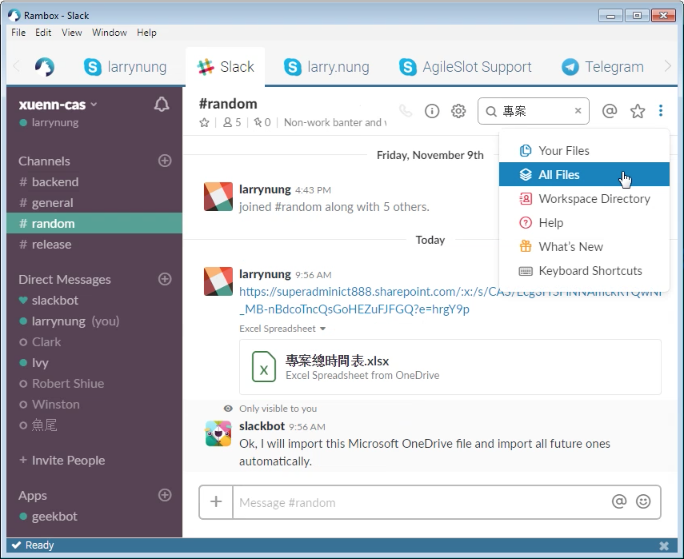 Rambox - Slack
File Edit View Window Help
larrynung Slack larry.nung AgileSlot Support Telegram
xuenn-cas
larrynung
Channels
# backend
# general
# random
# release
Direct Messages
slackbot
larrynung (you)
Clark
Ivy
Robert Shiue
Winston
魚尾
+ Invite People
Apps
geekbot
#random
5 0 Non-work banter and
專案
Your Files
All Files
Workspace Directory
Help
What's New
Keyboard Shortcuts
Friday, November 9th
larrynung 4:43 PM
joined #random along with 5 others.
Today
larrynung 9:56 AM
https://superadminict888.sharepoint.com/:x:/s/CAS/
_MB-nBdcoTncQsGoHEZuFJFGQ?e=hrgY9p
Excel Spreadsheet
專案總時間表.xlsx
Excel Spreadsheet from OneDrive
Only visible to you
slackbot 9:56 AM
Ok, I will import this Microsoft OneDrive file and import all future ones
automatically.
Message #random
Ready